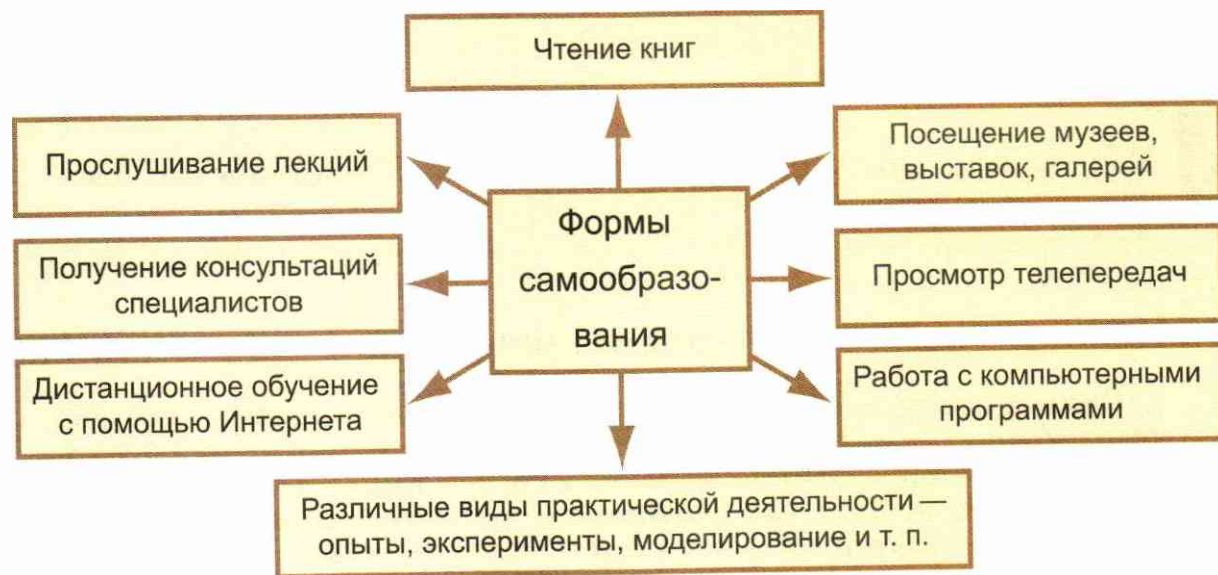 Чтение книг
Прослушивание лекций
Посещение музеев,
выставок, галерей
Формы
самообразо-
вания
Получение консультаций
специалистов
Просмотр телепередач
Дистанционное обучение
с помощью Интернета
Работа с компьютерными
программами
Различные виды практической деятельности —
опыты, эксперименты, моделирование и т. п.